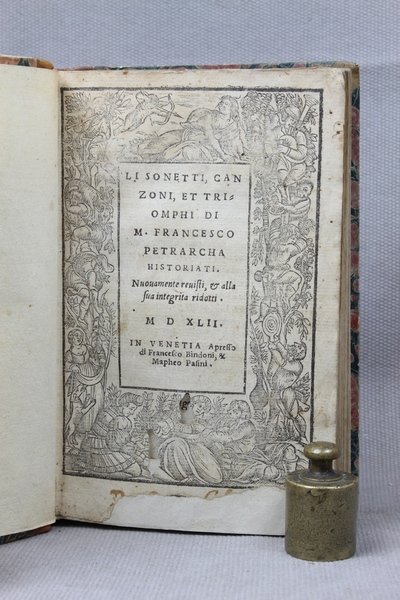 LI SONETTI, CAN
ZONI, ET TRI-
OMPHI DI
M. FRANCESCO
PETRARCHA
HISTORIATI.
Nuouamente reuisti, & alla
sua integrita ridotti.
M D XLII.
IN VENETIA Apresso
di Francesco Bindoni, &
Mapheo Pasini.